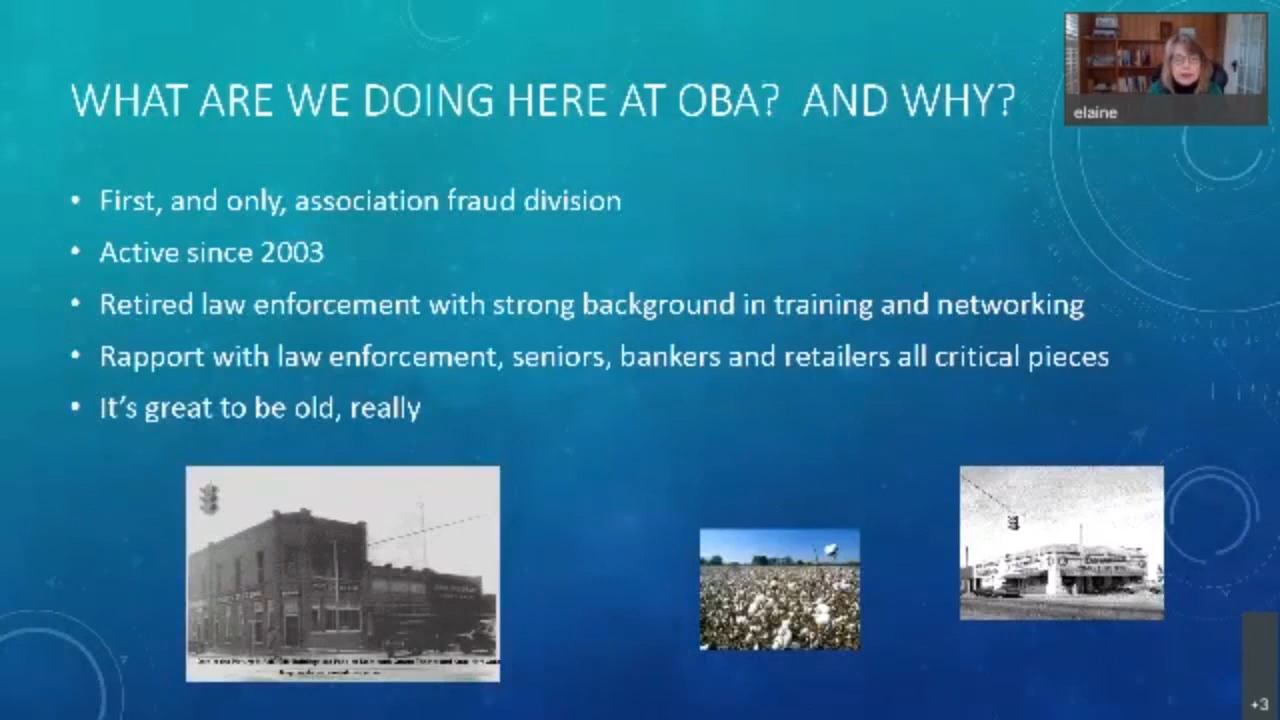 WHAT ARE WE DOING HERE AT OBA? AND WHY?
elaine
• First, and only, association fraud division
• Active since 2003
• Retired law enforcement with strong background in training and networking
• Rapport with law enforcement, seniors, bankers and retailers all critical pieces
• It's great to be old, really
+3